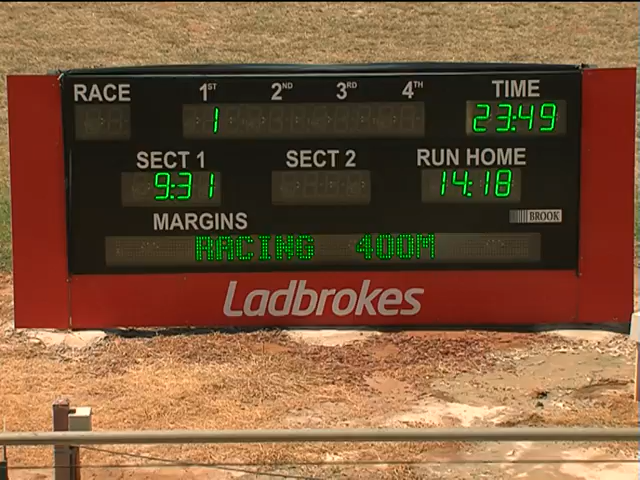 RACE 1ST 2ND 3RD 4TH TIME
1 23:49
SECT 1 SECT 2 RUN HOME
9:31 14:18
MARGINS BROOK
RACING 400M
Ladbrokes